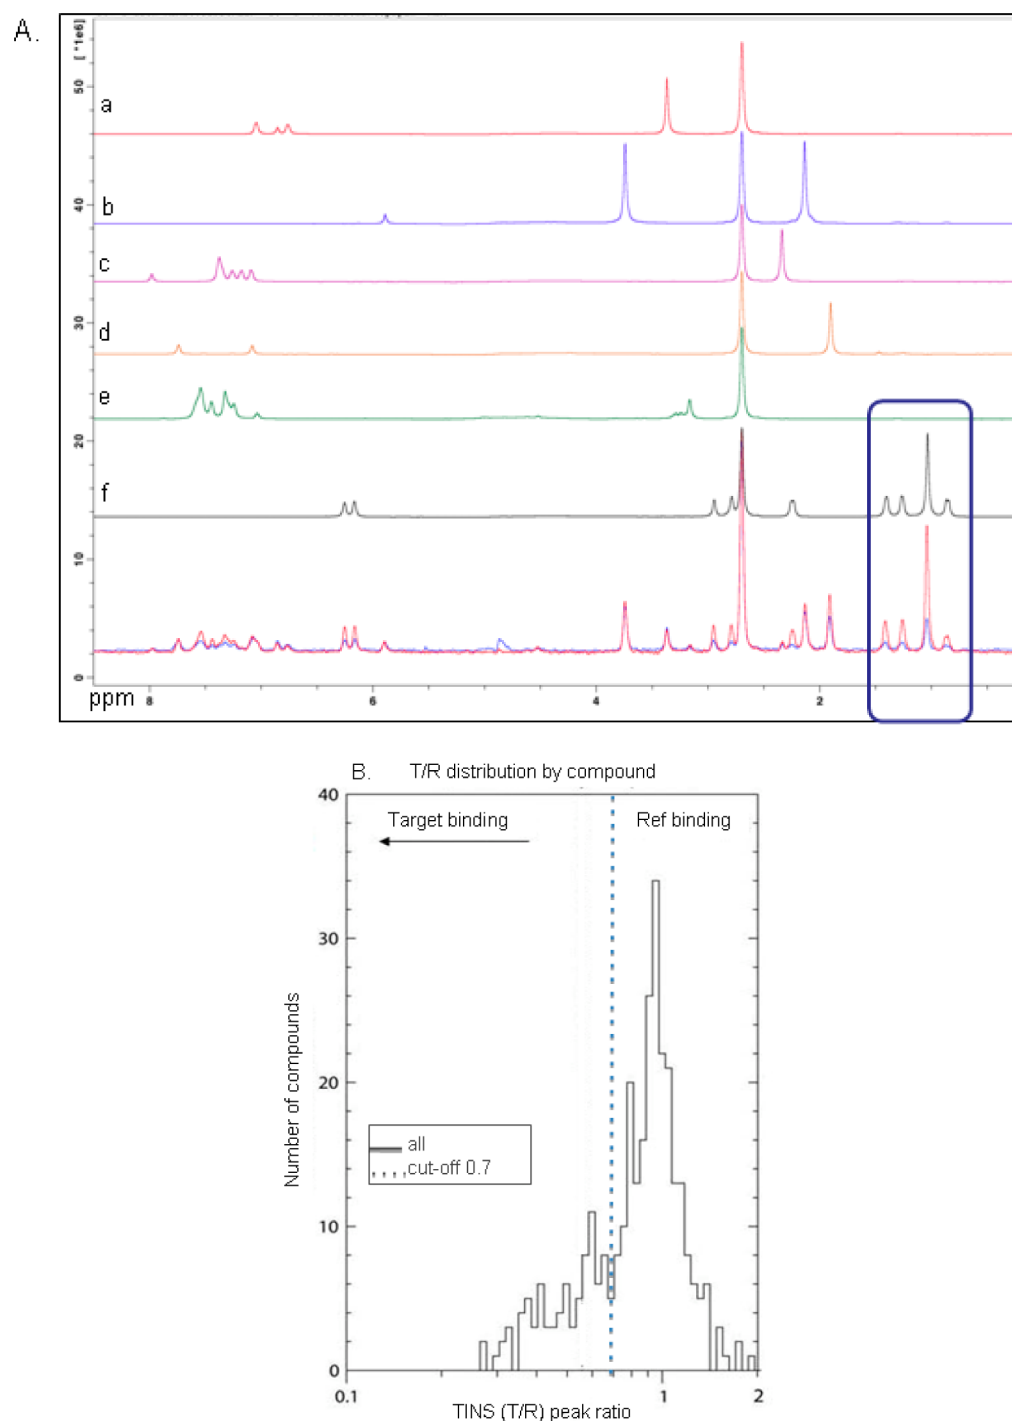 A.
[ *1e6]
50
a
40
b
c
30
d
e
20
f
10
0
ppm 8 6 4 2
B. T/R distribution by compound
40
Target binding Ref binding
30
Number of compounds
20
all
cut-off 0.7
10
0
0.1 1 2
TINS (T/R) peak ratio